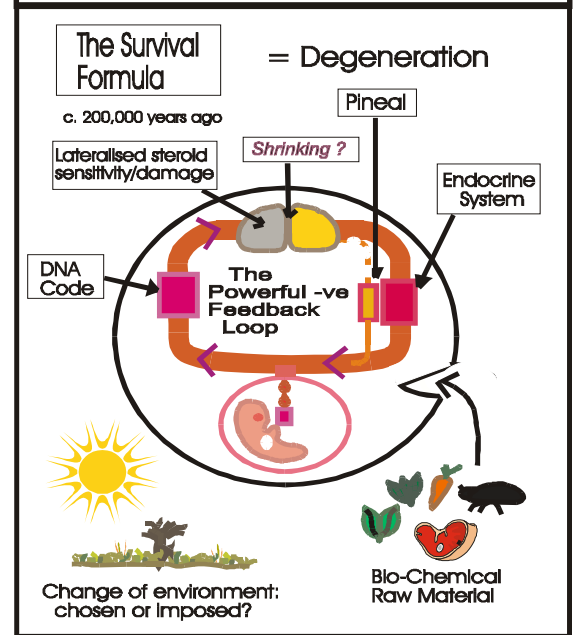 The Survival
Formula
= Degeneration
c. 200,000 years ago
Pineal
Lateralised steroid
sensitivity/damage
Shrinking ?
Endocrine
System
DNA
Code
The
Powerful -ve
Feedback
Loop
Change of environment:
chosen or imposed?
Bio-Chemical
Raw Material